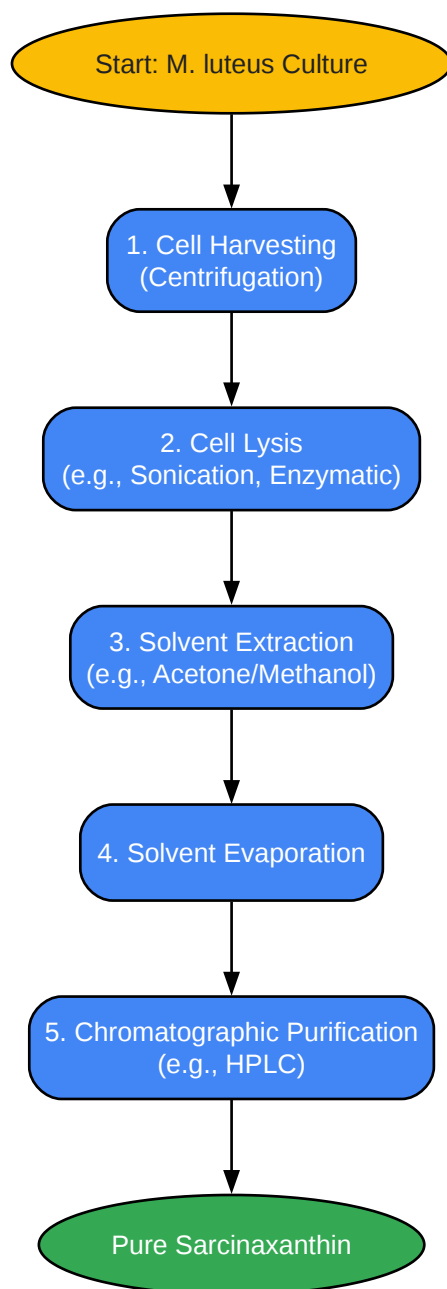 Start: M. luteus Culture
1. Cell Harvesting
(Centrifugation)
2. Cell Lysis
(e.g., Sonication, Enzymatic)
3. Solvent Extraction
(e.g., Acetone/Methanol)
4. Solvent Evaporation
5. Chromatographic Purification
(e.g., HPLC)
Pure Sarcinaxanthin